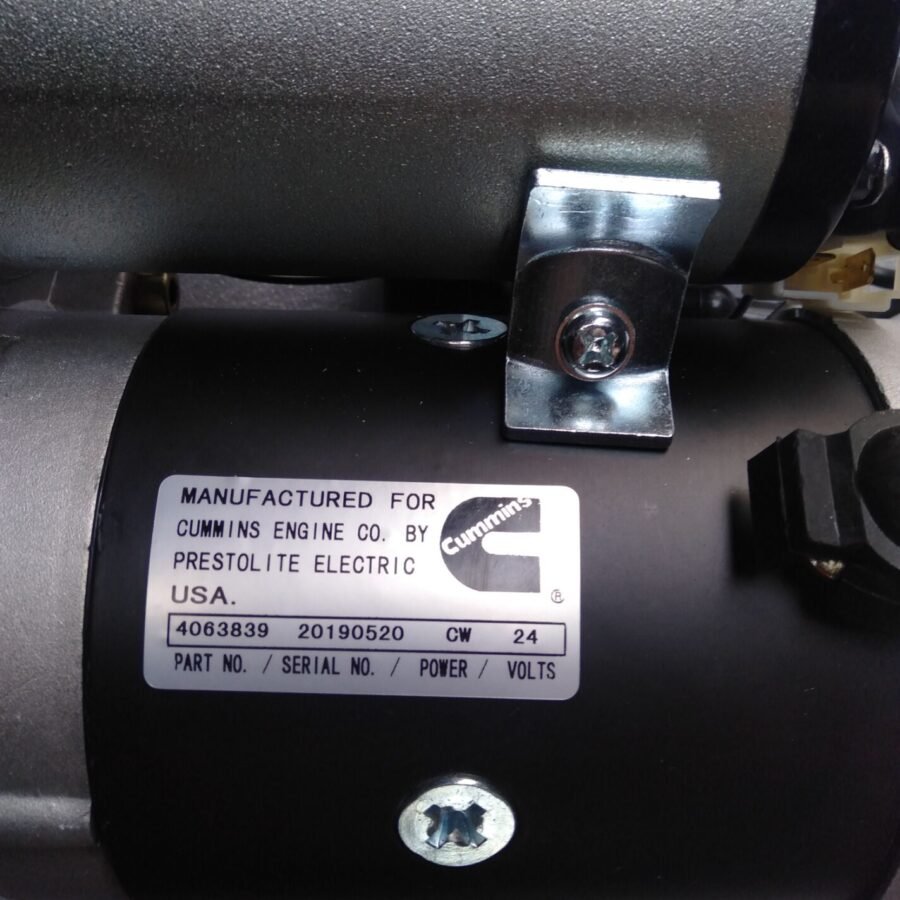 MANUFACTURED FOR
CUMMINS ENGINE CO. BY
PRESTOLITE ELECTRIC
USA.
Cummins
®
4063839 20190520 CW 24
PART NO. / SERIAL NO. / POWER / VOLTS